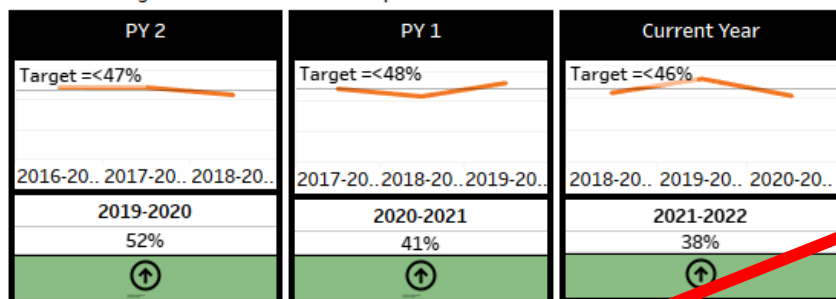 PY 2
PY 1
Current Year
Target =<47%
Target =<48%
Target =<46%
2016-20.. 2017-20.. 2018-20..
2017-20.. 2018-20.. 2019-20..
2018-20.. 2019-20.. 2020-20..
2019-2020
2020-2021
2021-2022
52%
41%
38%